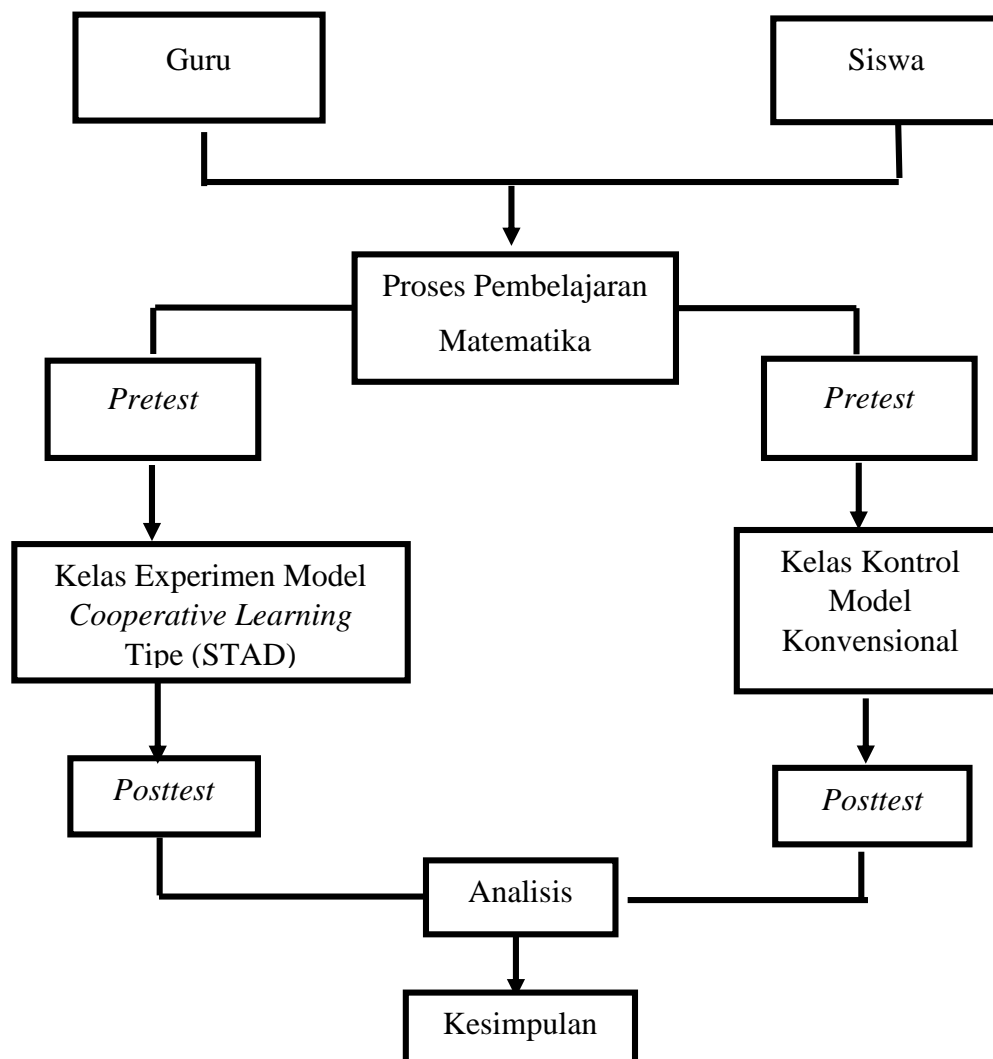 Guru
Siswa
Proses Pembelajaran
Matematika
Pretest
Pretest
Kelas Experimen Model
Cooperative Learning
Tipe (STAD)
Kelas Kontrol
Model
Konvensional
Posttest
Posttest
Analisis
Kesimpulan